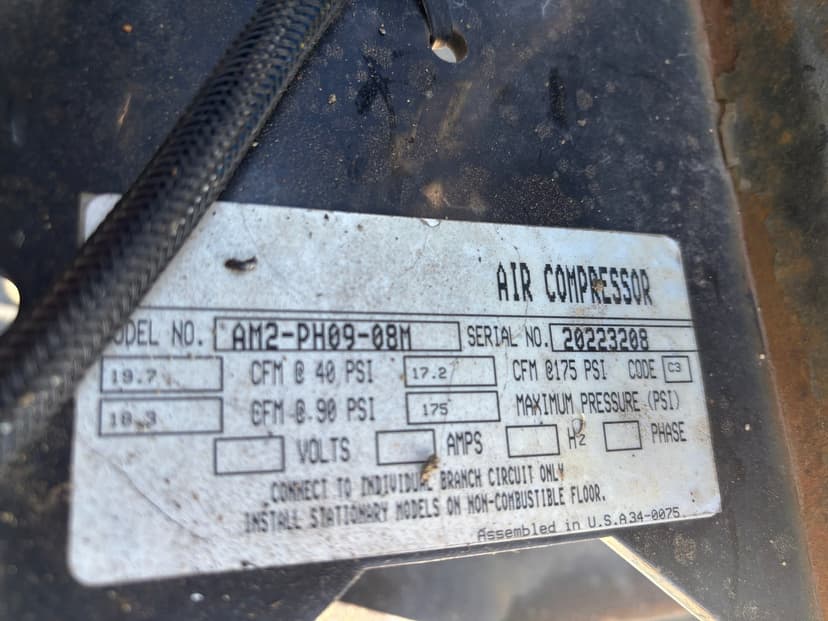 AIR COMPRESSOR
MODEL NO. AM2-PH09-08M SERIAL NO. 20223208
19.7 CFM @ 40 PSI 17.2 CFM @175 PSI CODE C3
18.3 CFM @ 90 PSI 175 MAXIMUM PRESSURE (PSI)
VOLTS AMPS HZ PHASE
CONNECT TO INDIVIDUAL BRANCH CIRCUIT ONLY
INSTALL STATIONARY MODELS ON NON-COMBUSTIBLE FLOOR.
Assembled in U.S.A 34-0075